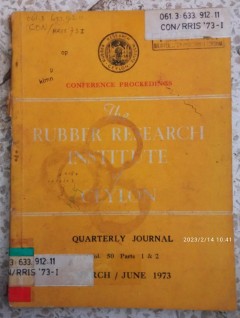 061.3:633.912.11
CON/RRIS '73-1
CONFERENCE PROCEEDINGS
The
RUBBER RESEARCH
INSTITUTE
CEYLON
QUARTERLY JOURNAL
50 Parts 1 & 2
3:633.912.11
CON/RRIS '73-1
MARCH / JUNE 1973
2023/2/14 10:41